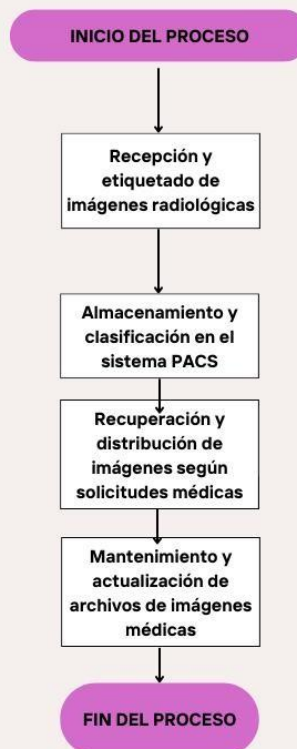 INICIO DEL PROCESO
Recepción y
etiquetado de
imágenes radiológicas
Almacenamiento y
clasificación en el
sistema PACS
Recuperación y
distribución de
imágenes según
solicitudes médicas
Mantenimiento y
actualización de
archivos de imágenes
médicas
FIN DEL PROCESO